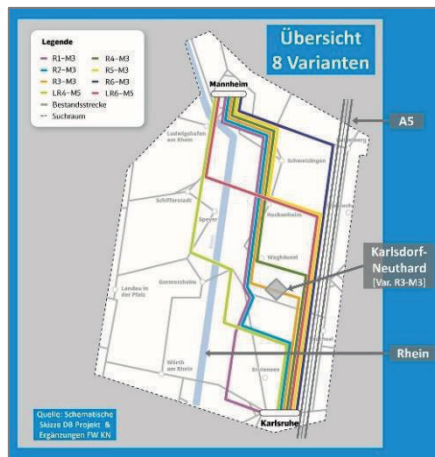 Übersicht
8 Varianten
Legende
R1-M3
R2-M3
R3-M3
LR4-M5
Bestandsstrecke
Suchraum
R4-M3
R5-M3
R6-M3
LR6-M5
Mannheim
Ludwigshafen
am Rhein
Schwetzingen
A5
Schifferstadt
Speyer
Hockenheim
Waghäusel
Karlsdorf-
Neuthard
[Var. R3-M3]
Germersheim
Landau in
der Pfalz
Rhein
Wörth
am Rhein
Karlsruhe
Quelle: Schematische
Skizze DB Projekt &
Ergänzungen FW KN